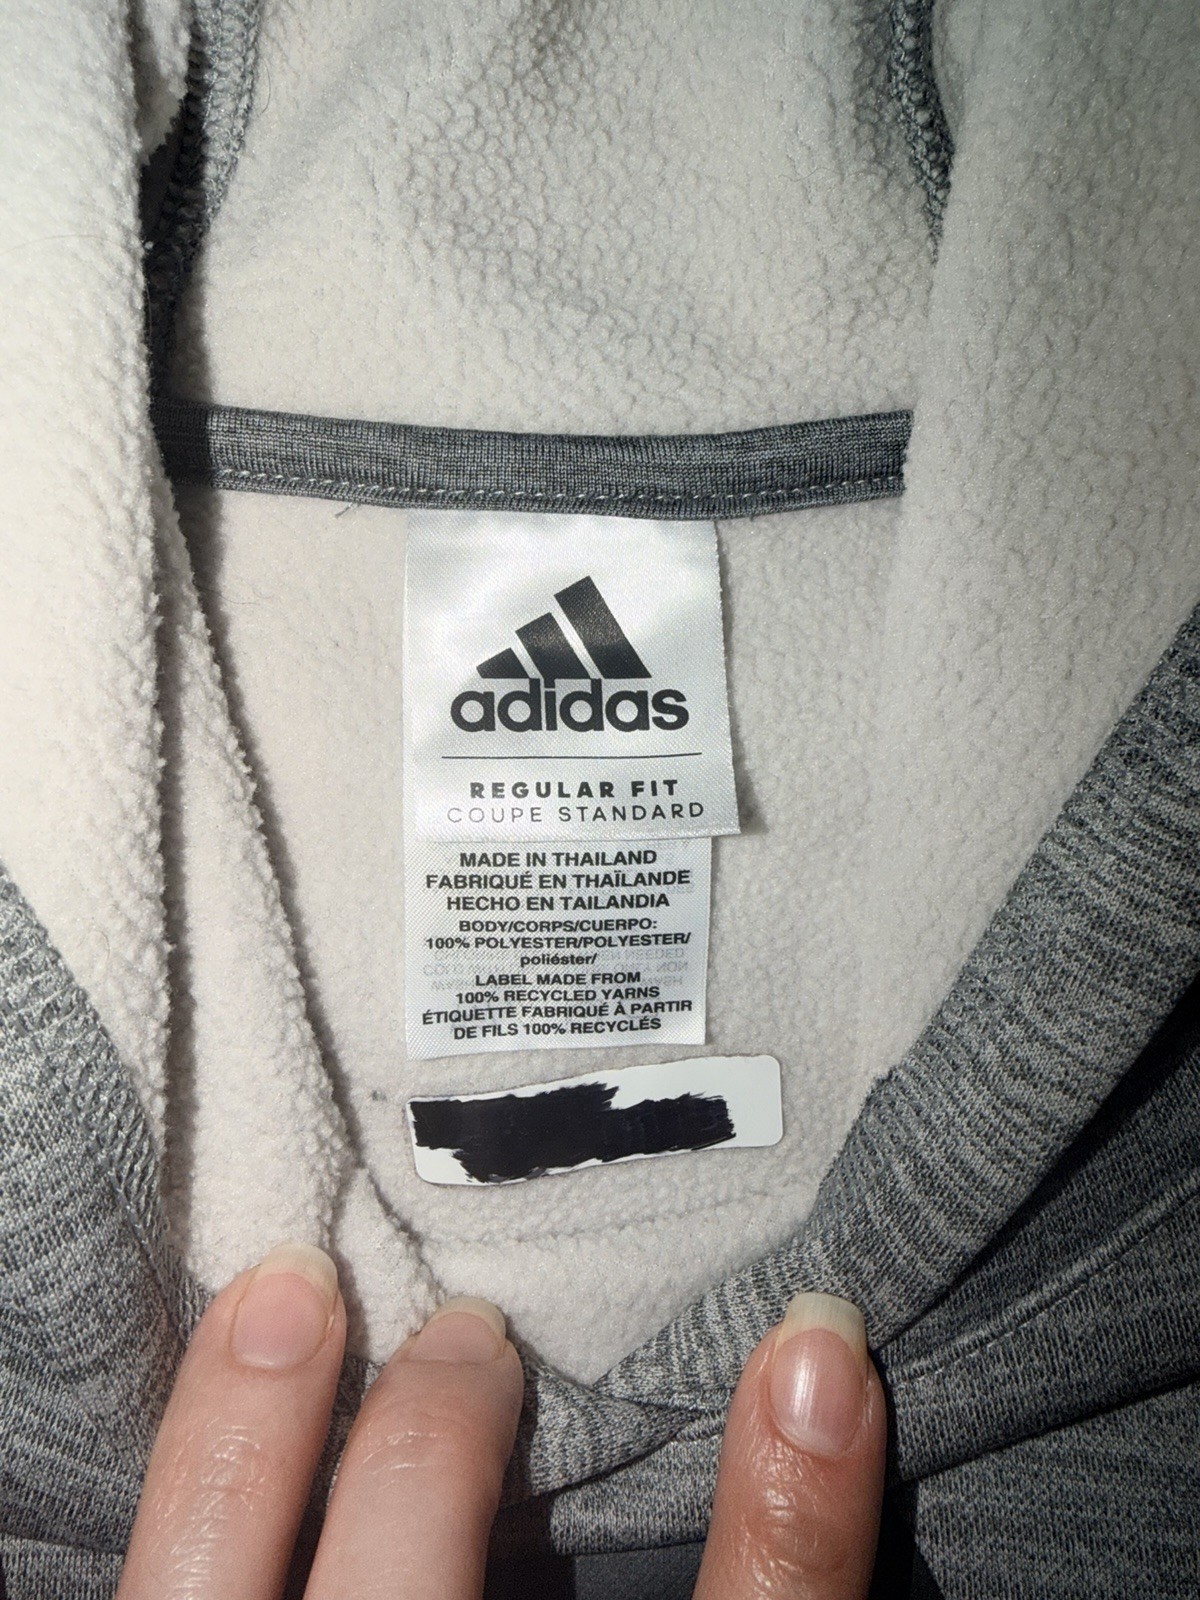 adidas
REGULAR FIT
COUPE STANDARD
MADE IN THAILAND
FABRIQUÉ EN THAÏLANDE
HECHO EN TAILANDIA
BODY/CORPS/CUERPO:
100% POLYESTER/POLYESTER/
poliéster/
LABEL MADE FROM
100% RECYCLED YARNS
ÉTIQUETTE FABRIQUÉ À PARTIR
DE FILS 100% RECYCLÉS